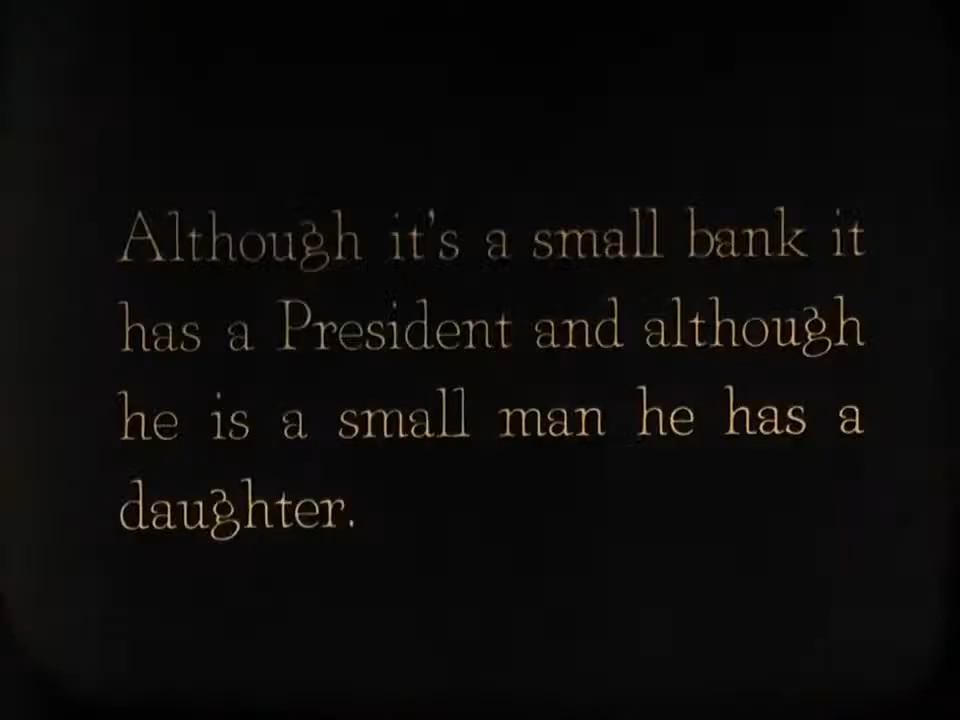 Although it's a small bank it
has a President and although
he is a small man he has a
daughter.